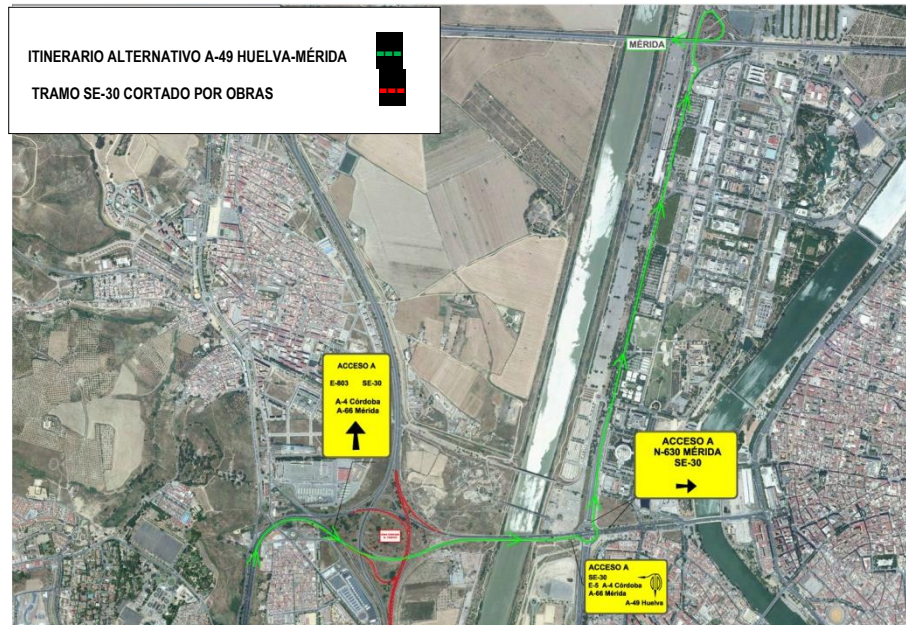 ITINERARIO ALTERNATIVO A-49 HUELVA-MÉRIDA
TRAMO SE-30 CORTADO POR OBRAS
MÉRIDA
ACCESO A
E-803 SE-30
A-4 Córdoba
A-66 Mérida
ACCESO A
N-630 MÉRIDA
SE-30
ACCESO A
SE-30
E-5 A-4 Córdoba
A-66 Mérida
A-49 Huelva